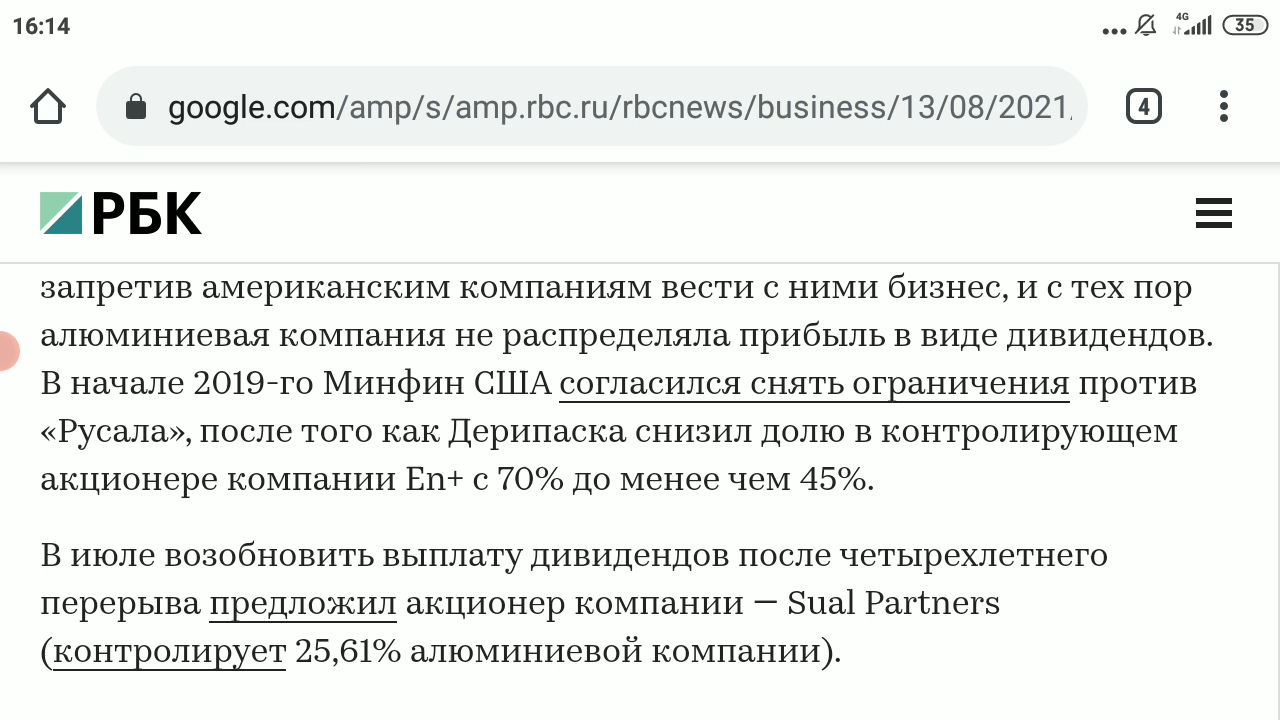 16:14
4G
35
google.com/amp/s/amp.rbc.ru/rbcnews/business/13/08/2021/
4
РБК
запретив американским компаниям вести с ними бизнес, и с тех пор
алюминиевая компания не распределяла прибыль в виде дивидендов.
В начале 2019-го Минфин США согласился снять ограничения против
«Русала», после того как Дерипаска снизил долю в контролирующем
акционере компании En+ с 70% до менее чем 45%.
В июле возобновить выплату дивидендов после четырехлетнего
перерыва предложил акционер компании — Sual Partners
(контролирует 25,61% алюминиевой компании).